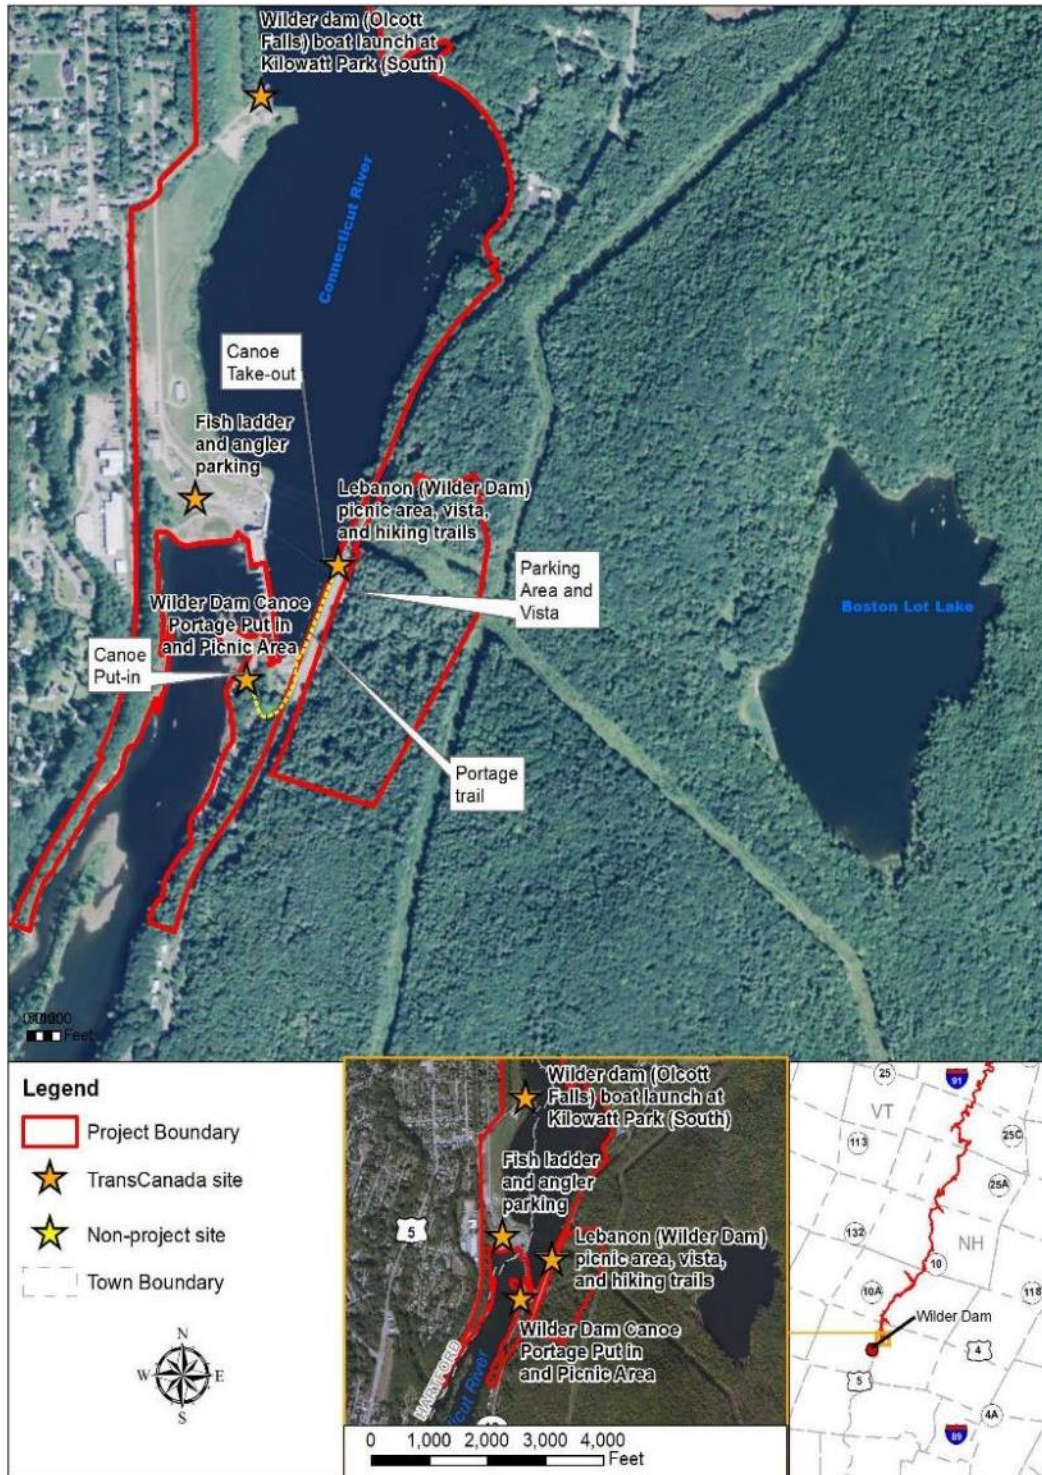 Wilder dam (Olcott
Falls) boat launch at
Kilowatt Park (South)
Connecticut River
Canoe
Take-out
Fish ladder
and angler
parking
Lebanon (Wilder Dam)
picnic area, vista,
and hiking trails
Parking
Area and
Vista
Boston Lot Lake
Wilder Dam Canoe
Portage Put in
and Picnic Area
Canoe
Put-in
Portage
trail
Feet
Legend
Project Boundary
TransCanada site
Non-project site
Town Boundary
N
W E
S
Wilder dam (Olcott
Falls) boat launch at
Kilowatt Park (South)
Fish ladder
and angler
parking
5
Lebanon (Wilder Dam)
picnic area, vista,
and hiking trails
Wilder Dam Canoe
Portage Put in
and Picnic Area
HARTFORD
ticut River
0 1,000 2,000 3,000 4,000
Feet
25
91
VT
113
25C
25A
132
NH
10
10A
118
Wilder Dam
4
5
4A
89